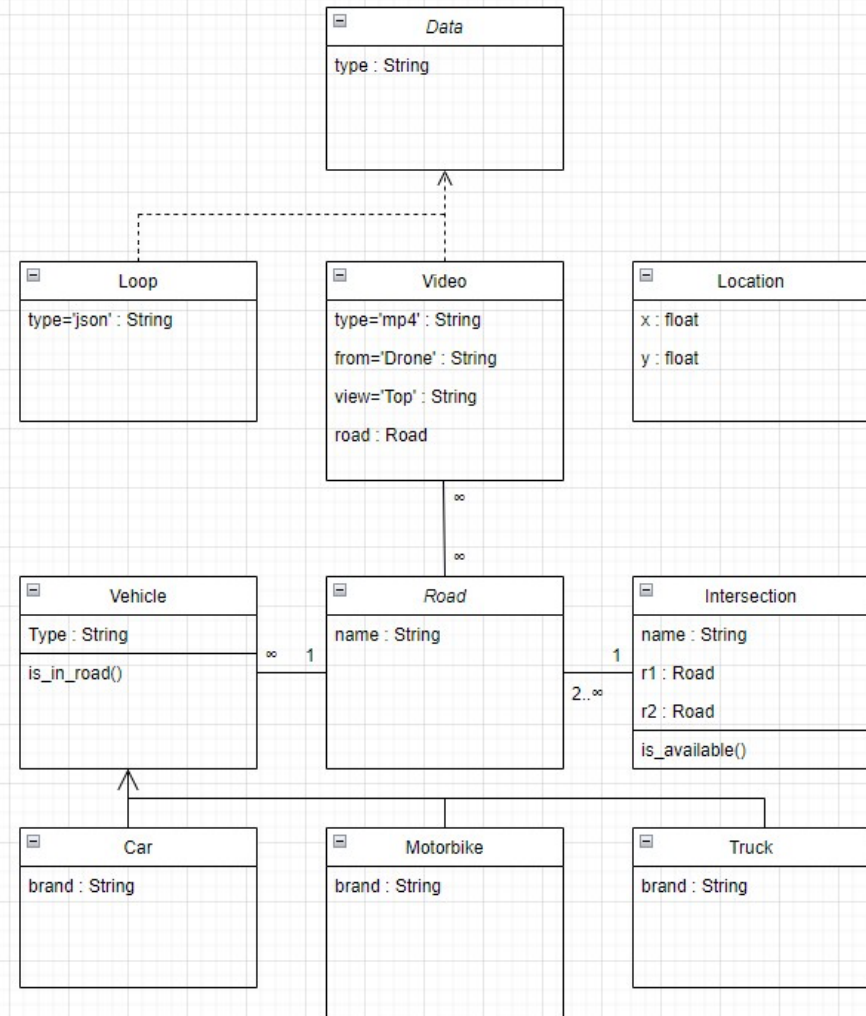 Data
type : String
Loop
type='json' : String
Video
type='mp4' : String
from='Drone' : String
view='Top' : String
road : Road
Location
x : float
y : float
∞
∞
Vehicle
Type : String
is_in_road()
∞
1
Road
name : String
1
2..∞
Intersection
name : String
r1 : Road
r2 : Road
is_available()
Car
brand : String
Motorbike
brand : String
Truck
brand : String